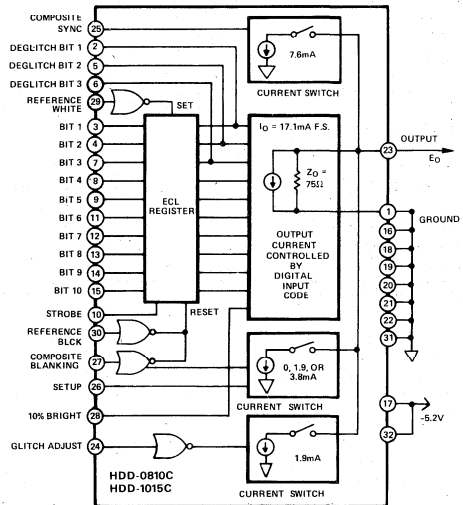 COMPOSITE
SYNC 25
DEGLITCH BIT 1 2
DEGLITCH BIT 2 5
DEGLITCH BIT 3 6
REFERENCE
WHITE 29
SET
BIT 1 3
BIT 2 4
BIT 3 7
BIT 4 8
BIT 5 9
BIT 6 11
BIT 7 12
BIT 8 13
BIT 9 14
BIT 10 15
STROBE 10
REFERENCE
BLCK 30
COMPOSITE
BLANKING 27
SETUP 26
10% BRIGHT 28
GLITCH ADJUST 24
ECL
REGISTER
RESET
7.6mA
CURRENT SWITCH
IO = 17.1mA F.S.
ZO =
75Ω
OUTPUT
CURRENT
CONTROLLED
BY
DIGITAL
INPUT
CODE
0, 1.9, OR
3.8mA
CURRENT SWITCH
1.9mA
CURRENT SWITCH
23 OUTPUT
EO
1 GROUND
16
18
19
20
21
22
31
17
-5.2V
32
HDD-0810C
HDD-1015C